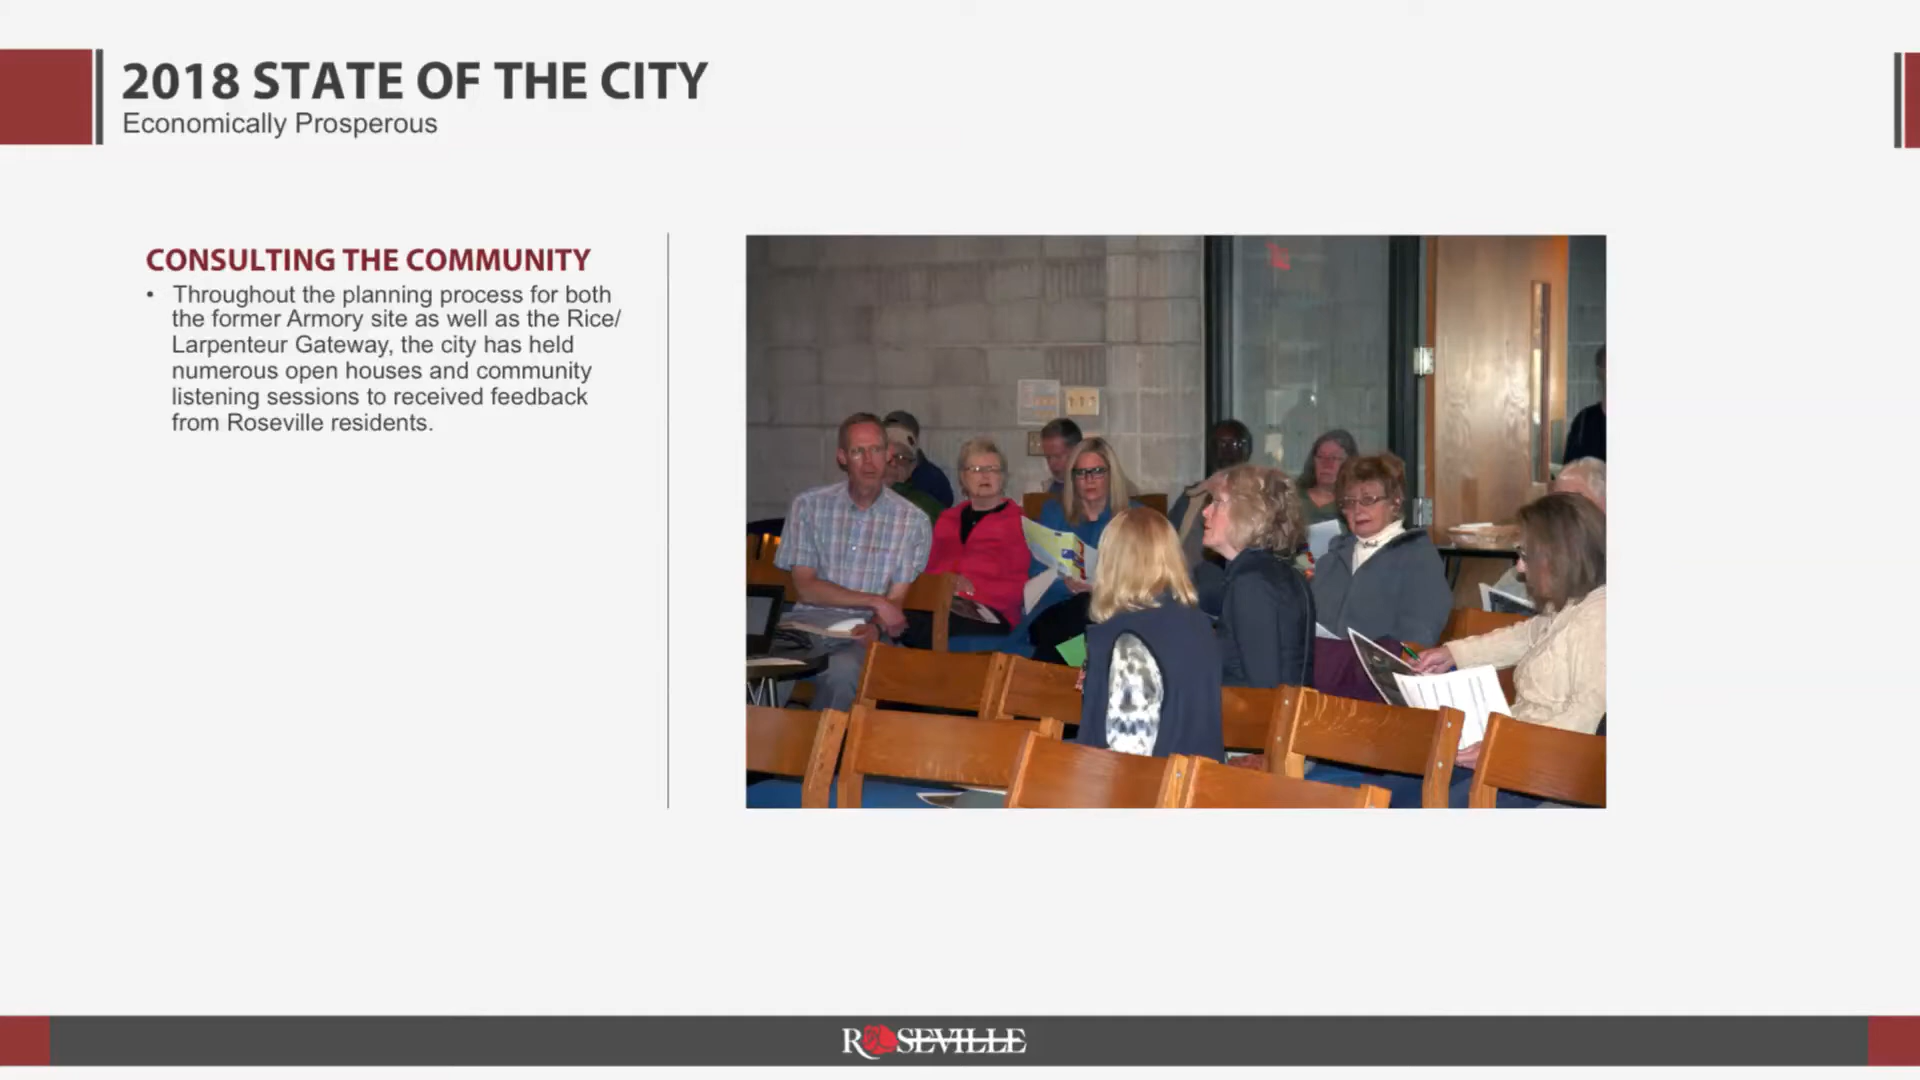 2018 STATE OF THE CITY
Economically Prosperous
CONSULTING THE COMMUNITY
• Throughout the planning process for both
the former Armory site as well as the Rice/
Larpenteur Gateway, the city has held
numerous open houses and community
listening sessions to received feedback
from Roseville residents.
ROSEVILLE